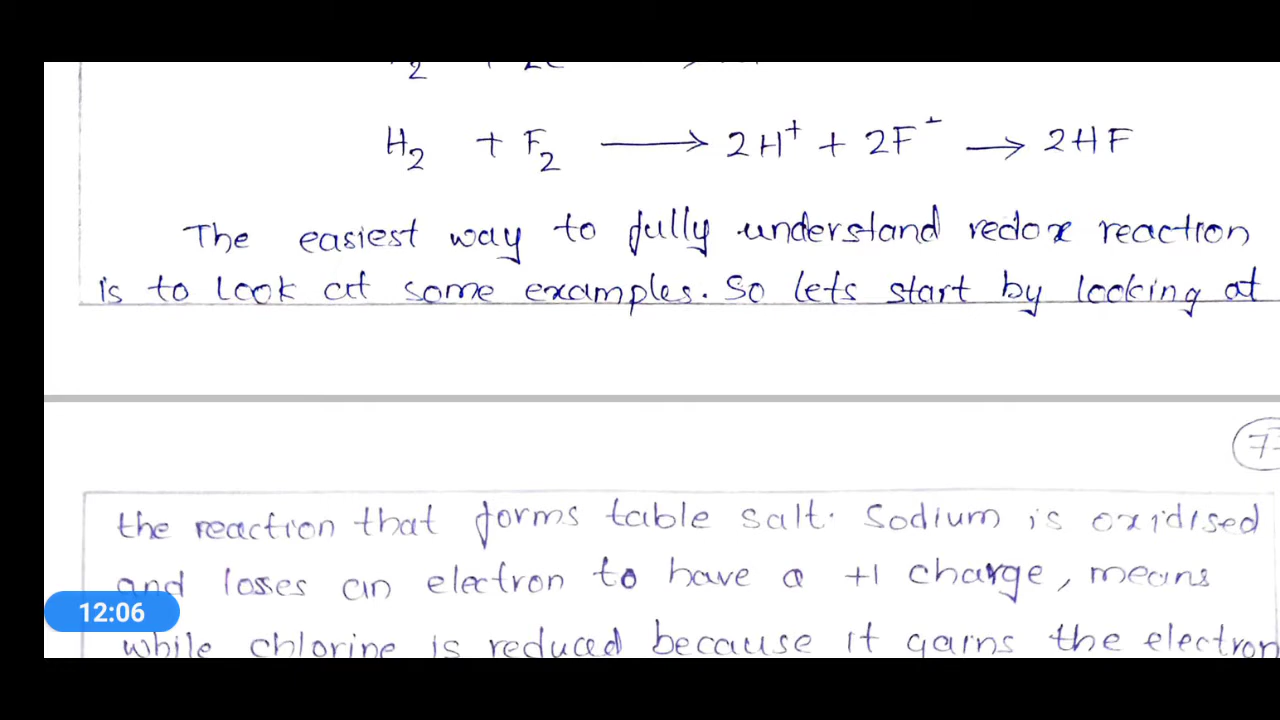 H₂ + F₂ ⟶ 2H⁺ + 2F⁻ ⟶ 2HF
The easiest way to fully understand redox reaction
is to look at some examples. So lets start by looking at
the reaction that forms table salt. Sodium is oxidised
and losses an electron to have a +1 charge, means
12:06
while chlorine is reduced because it gains the electron